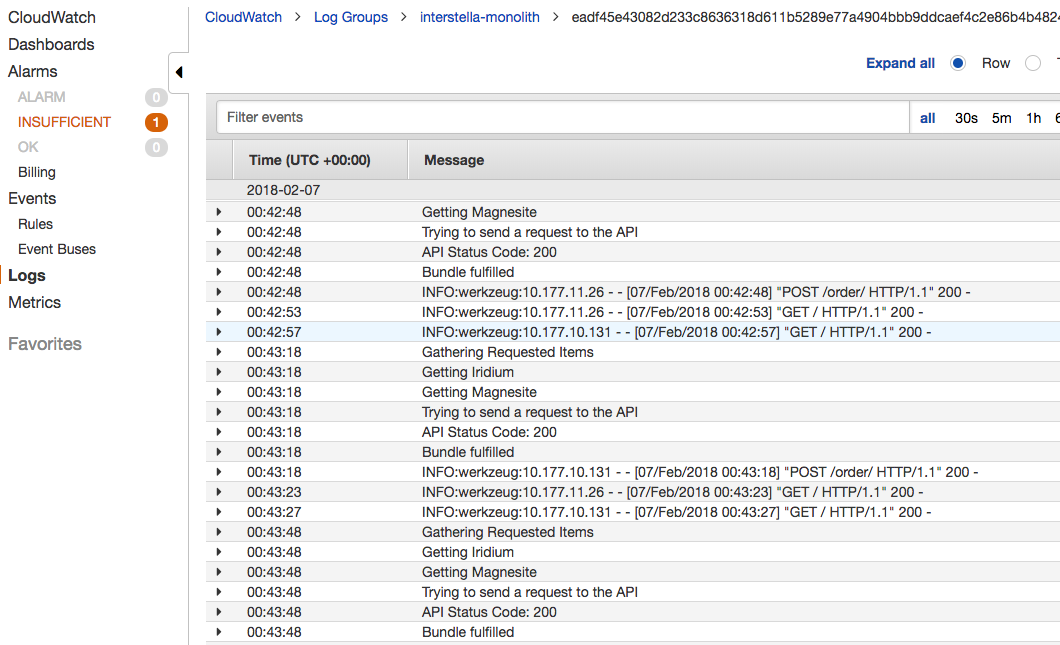 CloudWatch
Dashboards
Alarms
ALARM 0
INSUFFICIENT 1
OK 0
Billing
Events
Rules
Event Buses
Logs
Metrics
Favorites
CloudWatch > Log Groups > interstella-monolith > eadf45e43082d233c8636318d611b5289e77a4904bbb9ddcaef4c2e86b4b482
Expand all Row
Filter events all 30s 5m 1h
Time (UTC +00:00) Message
2018-02-07
00:42:48 Getting Magnesite
00:42:48 Trying to send a request to the API
00:42:48 API Status Code: 200
00:42:48 Bundle fulfilled
00:42:48 INFO:werkzeug:10.177.11.26 - - [07/Feb/2018 00:42:48] "POST /order/ HTTP/1.1" 200 -
00:42:53 INFO:werkzeug:10.177.11.26 - - [07/Feb/2018 00:42:53] "GET / HTTP/1.1" 200 -
00:42:57 INFO:werkzeug:10.177.10.131 - - [07/Feb/2018 00:42:57] "GET / HTTP/1.1" 200 -
00:43:18 Gathering Requested Items
00:43:18 Getting Iridium
00:43:18 Getting Magnesite
00:43:18 Trying to send a request to the API
00:43:18 API Status Code: 200
00:43:18 Bundle fulfilled
00:43:18 INFO:werkzeug:10.177.10.131 - - [07/Feb/2018 00:43:18] "POST /order/ HTTP/1.1" 200 -
00:43:23 INFO:werkzeug:10.177.11.26 - - [07/Feb/2018 00:43:23] "GET / HTTP/1.1" 200 -
00:43:27 INFO:werkzeug:10.177.10.131 - - [07/Feb/2018 00:43:27] "GET / HTTP/1.1" 200 -
00:43:48 Gathering Requested Items
00:43:48 Getting Iridium
00:43:48 Getting Magnesite
00:43:48 Trying to send a request to the API
00:43:48 API Status Code: 200
00:43:48 Bundle fulfilled